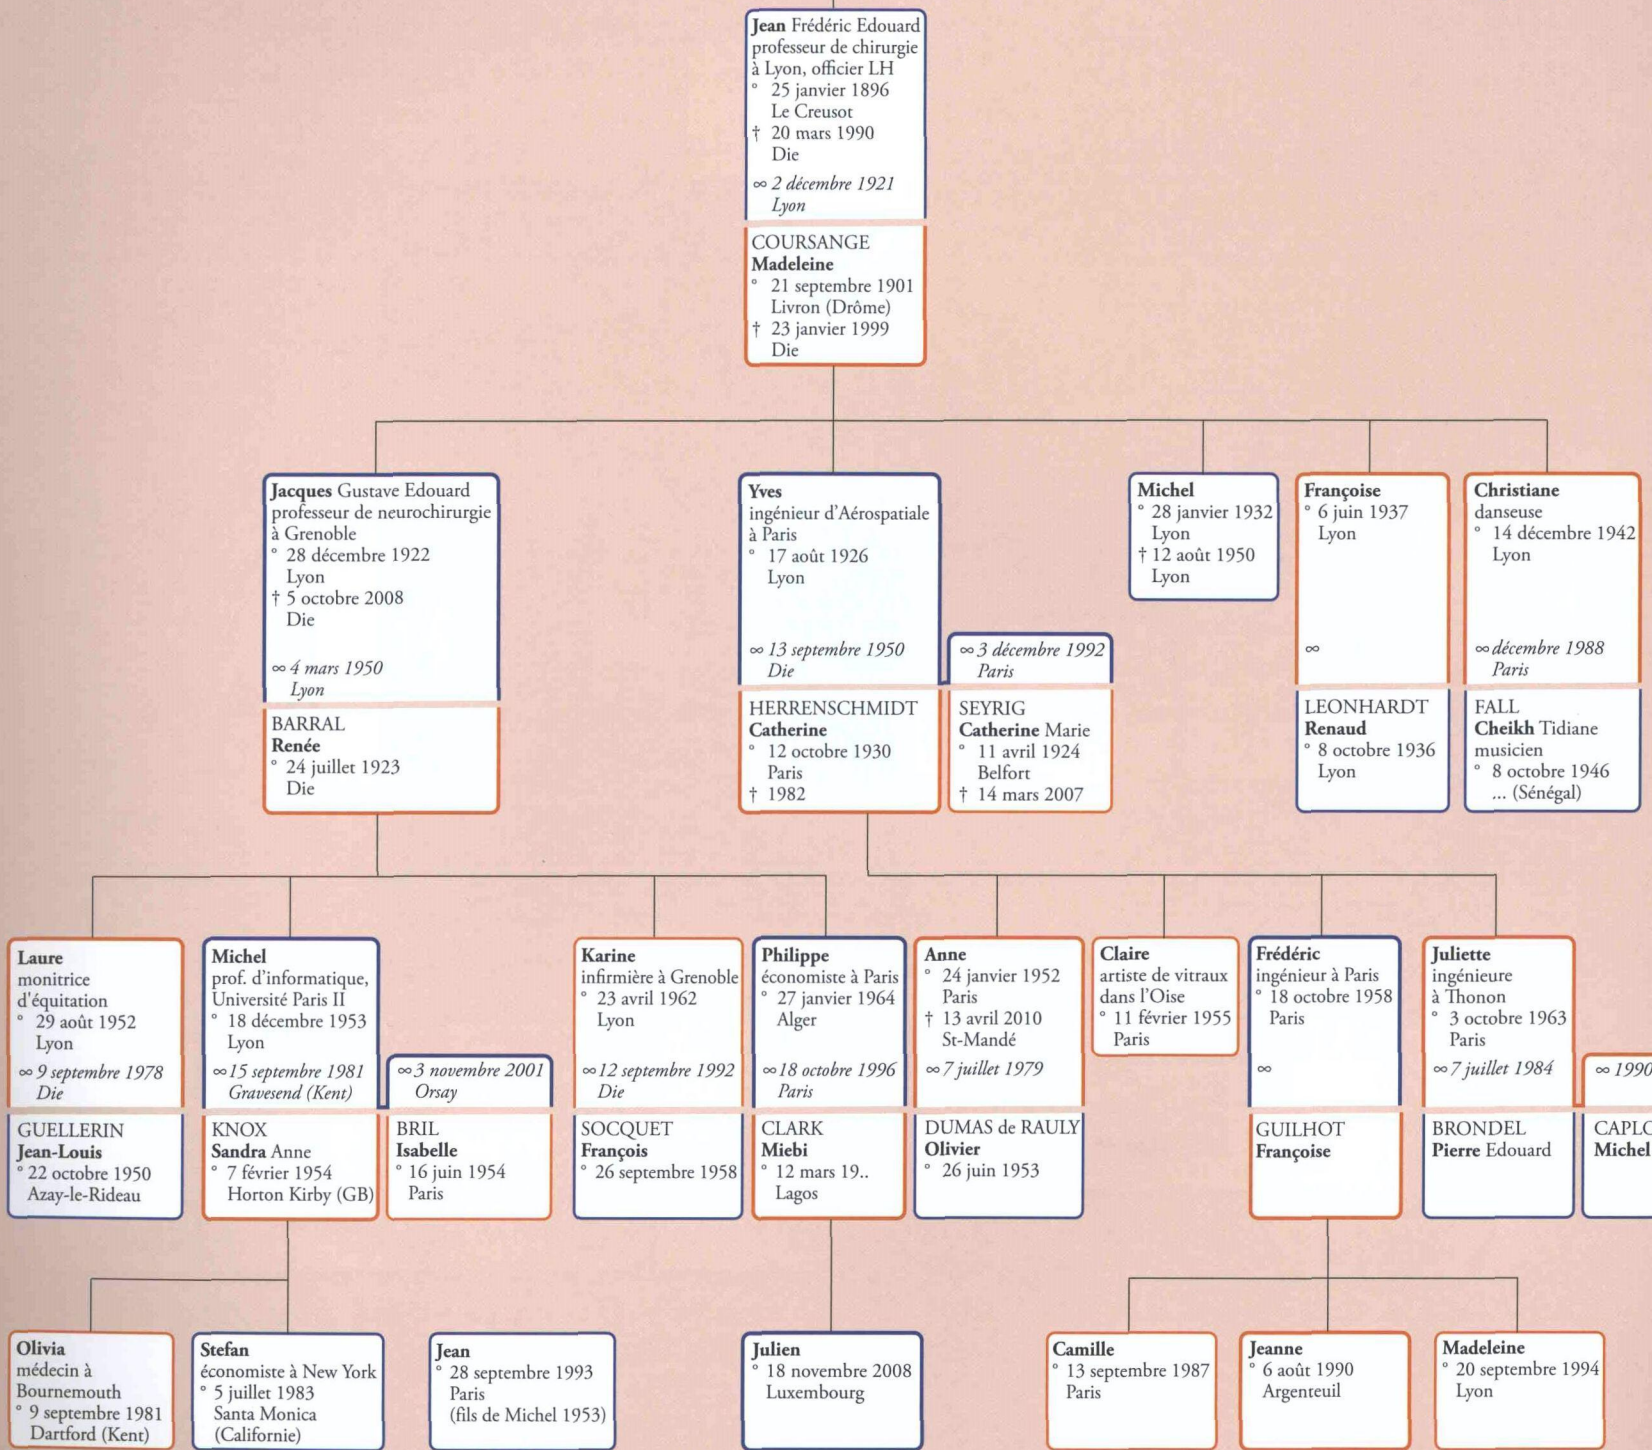 Jean Frédéric Edouard
professeur de chirurgie
à Lyon, officier LH
° 25 janvier 1896
Le Creusot
† 20 mars 1990
Die
∞ 2 décembre 1921
Lyon
COURSANGE
Madeleine
° 21 septembre 1901
Livron (Drôme)
† 23 janvier 1999
Die
Jacques Gustave Edouard
professeur de neurochirurgie
à Grenoble
° 28 décembre 1922
Lyon
† 5 octobre 2008
Die
∞ 4 mars 1950
Lyon
BARRAL
Renée
° 24 juillet 1923
Die
Yves
ingénieur d'Aérospatiale
à Paris
° 17 août 1926
Lyon
∞ 13 septembre 1950
Die
HERRENSCHMIDT
Catherine
° 12 octobre 1930
Paris
† 1982
∞ 3 décembre 1992
Paris
SEYRIG
Catherine Marie
° 11 avril 1924
Belfort
† 14 mars 2007
Michel
° 28 janvier 1932
Lyon
† 12 août 1950
Lyon
Françoise
° 6 juin 1937
Lyon
∞
LEONHARDT
Renaud
° 8 octobre 1936
Lyon
Christiane
danseuse
° 14 décembre 1942
Lyon
∞ décembre 1988
Paris
FALL
Cheikh Tidiane
musicien
° 8 octobre 1946
... (Sénégal)
Laure
monitrice
d'équitation
° 29 août 1952
Lyon
∞ 9 septembre 1978
Die
GUELLERIN
Jean-Louis
° 22 octobre 1950
Azay-le-Rideau
Michel
prof. d'informatique,
Université Paris II
° 18 décembre 1953
Lyon
∞ 15 septembre 1981
Gravesend (Kent)
KNOX
Sandra Anne
° 7 février 1954
Horton Kirby (GB)
∞ 3 novembre 2001
Orsay
BRIL
Isabelle
° 16 juin 1954
Paris
Karine
infirmière à Grenoble
° 23 avril 1962
Lyon
∞ 12 septembre 1992
Die
SOCQUET
François
° 26 septembre 1958
Philippe
économiste à Paris
° 27 janvier 1964
Alger
∞ 18 octobre 1996
Paris
CLARK
Miebi
° 12 mars 19..
Lagos
Anne
° 24 janvier 1952
Paris
† 13 avril 2010
St-Mandé
∞ 7 juillet 1979
DUMAS de RAULY
Olivier
° 26 juin 1953
Claire
artiste de vitraux
dans l'Oise
° 11 février 1955
Paris
Frédéric
ingénieur à Paris
° 18 octobre 1958
Paris
∞
GUILHOT
Françoise
Juliette
ingénieure
à Thonon
° 3 octobre 1963
Paris
∞ 7 juillet 1984
BRONDEL
Pierre Edouard
∞ 1990
Michel
Olivia
médecin à
Bournemouth
° 9 septembre 1981
Dartford (Kent)
Stefan
économiste à New York
° 5 juillet 1983
Santa Monica
(Californie)
Jean
° 28 septembre 1993
Paris
(fils de Michel 1953)
Julien
° 18 novembre 2008
Luxembourg
Camille
° 13 septembre 1987
Paris
Jeanne
° 6 août 1990
Argenteuil
Madeleine
° 20 septembre 1994
Lyon